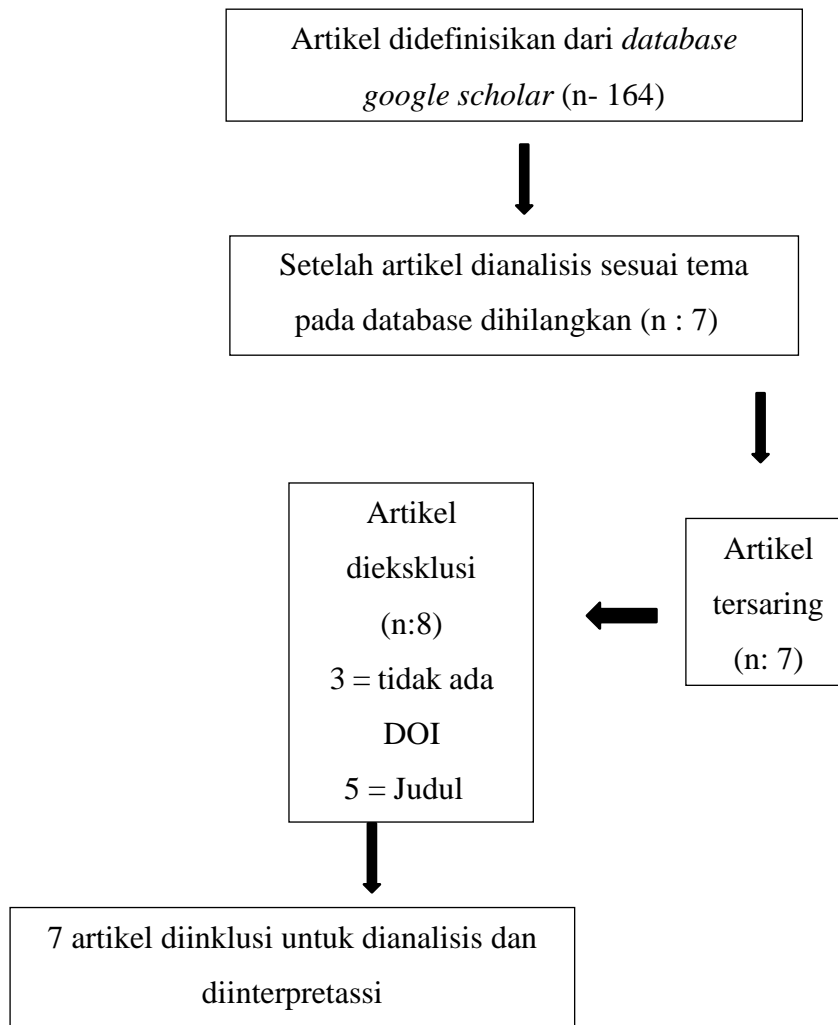 Artikel didefinisikan dari database
google scholar (n- 164)
Setelah artikel dianalisis sesuai tema
pada database dihilangkan (n : 7)
Artikel
tersaring
(n: 7)
Artikel
dieksklusi
(n:8)
3 = tidak ada
DOI
5 = Judul
7 artikel diinklusi untuk dianalisis dan
diinterpretassi